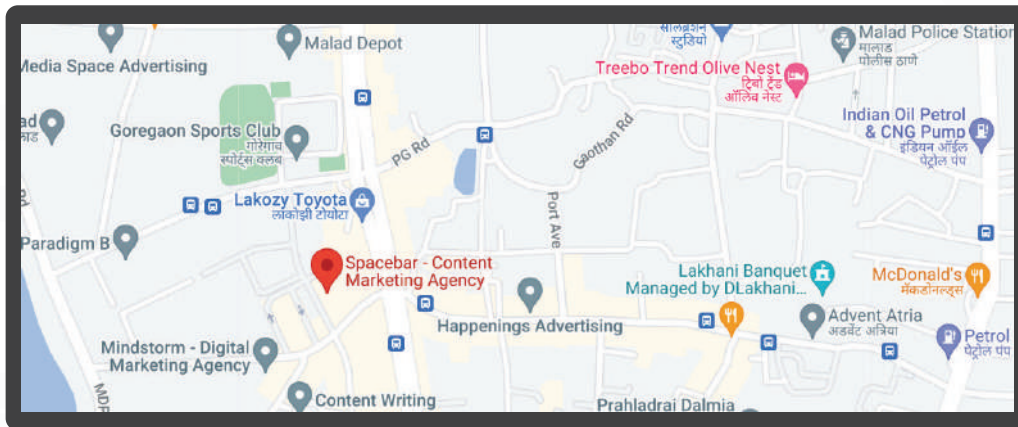 Malad Depot
स्टुडियो
Malad Police Station
मालाड
पोलीस ठाणे
Media Space Advertising
Treebo Trend Olive Nest
ट्रिबो ट्रेंड
ऑलिव नेस्ट
Indian Oil Petrol
& CNG Pump
इंडियन ऑईल
पेट्रोल पंप
Goregaon Sports Club
गोरेगाव
स्पोर्ट्स क्लब
PG Rd
Gaothan Rd
Port Ave
Lakozy Toyota
लाकोझी टोयोटा
Paradigm B
Spacebar - Content
Marketing Agency
Lakhani Banquet
Managed by DLakhani...
McDonald's
मॅकडोनल्ड्स
Happenings Advertising
Advent Atria
अडवेंट अत्रिया
Mindstorm - Digital
Marketing Agency
Petrol
पेट्रोल पंप
Content Writing
Prahladrai Dalmia